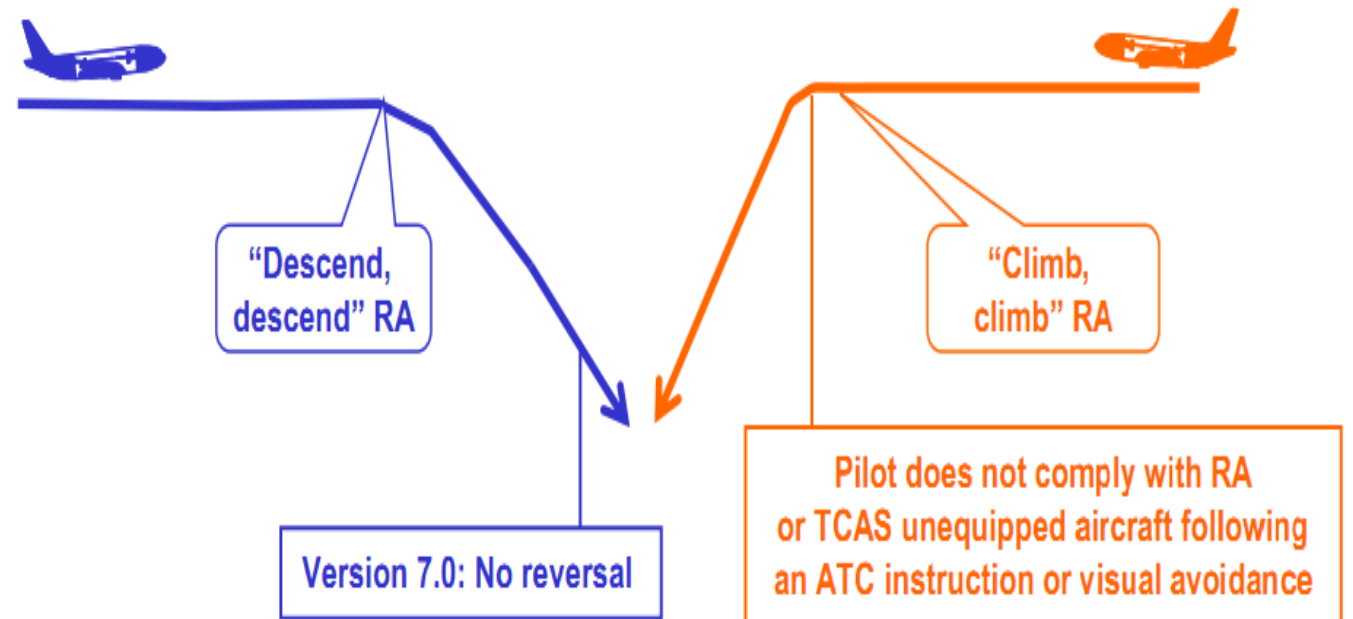 “Descend,
descend” RA
“Climb,
climb” RA
Version 7.0: No reversal
Pilot does not comply with RA
or TCAS unequipped aircraft following
an ATC instruction or visual avoidance